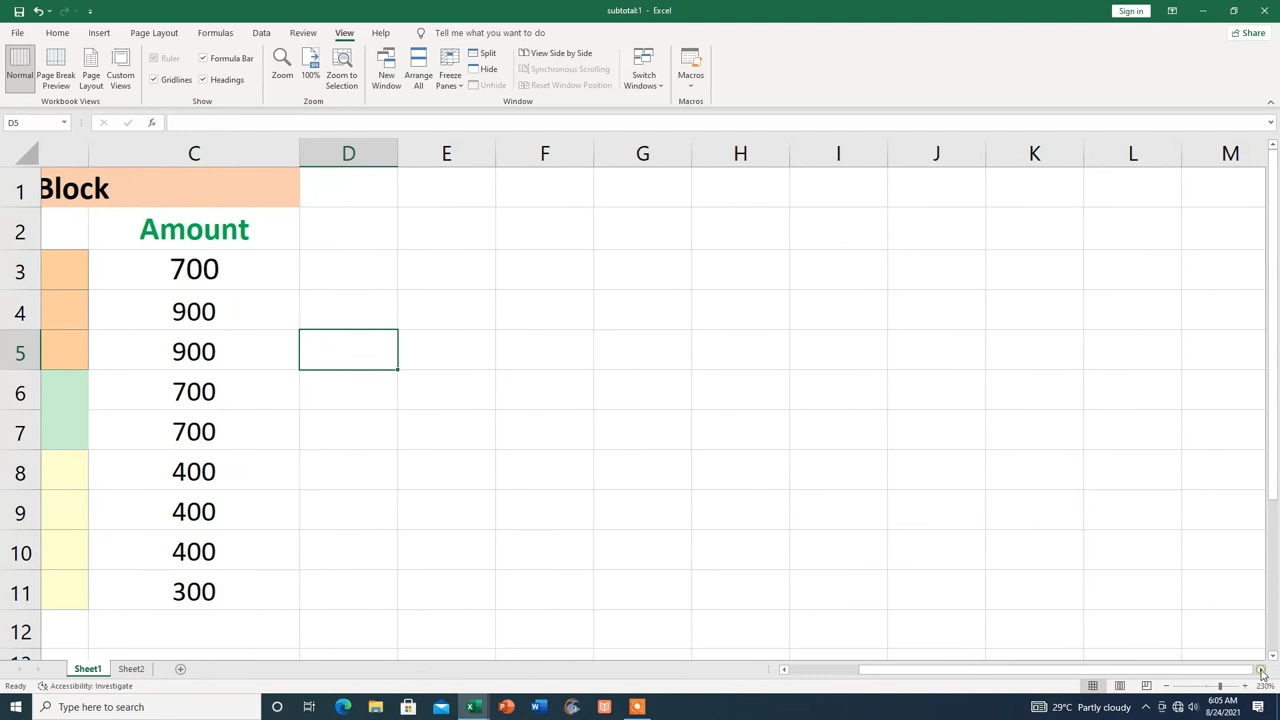 subtotal:1 - Excel
Sign in
File Home Insert Page Layout Formulas Data Review View Help Tell me what you want to do
Share
Normal
Page Break Preview
Page Layout
Custom Views
Workbook Views
Ruler
Formula Bar
Gridlines
Headings
Show
Zoom
100%
Zoom to Selection
Zoom
New Window
Arrange All
Freeze Panes
Split
Hide
Unhide
View Side by Side
Synchronous Scrolling
Reset Window Position
Switch Windows
Window
Macros
Macros
D5
fx
C D E F G H I J K L M
1 Block
2 Amount
3 700
4 900
5 900
6 700
7 700
8 400
9 400
10 400
11 300
12
Sheet1 Sheet2
Ready Accessibility: Investigate
230%
Type here to search
29°C Partly cloudy
6:05 AM
8/24/2021